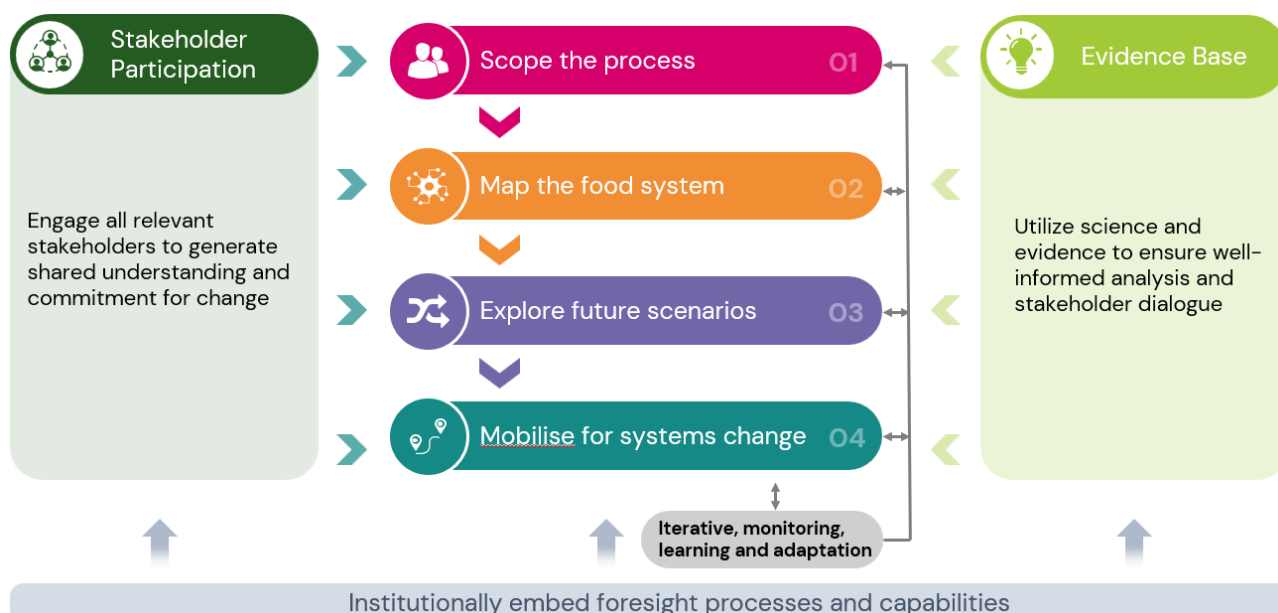 Stakeholder
Participation
Engage all relevant
stakeholders to generate
shared understanding and
commitment for change
Scope the process 01
Map the food system 02
Explore future scenarios 03
Mobilise for systems change 04
Iterative, monitoring,
learning and adaptation
Evidence Base
Utilize science and
evidence to ensure well-
informed analysis and
stakeholder dialogue
Institutionally embed foresight processes and capabilities